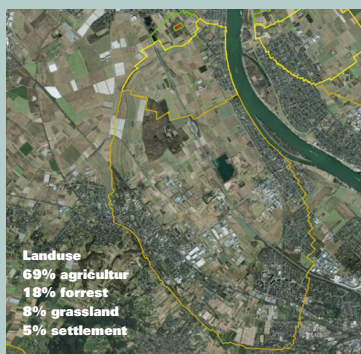 Landuse
69% agricultur
18% forrest
8% grassland
5% settlement